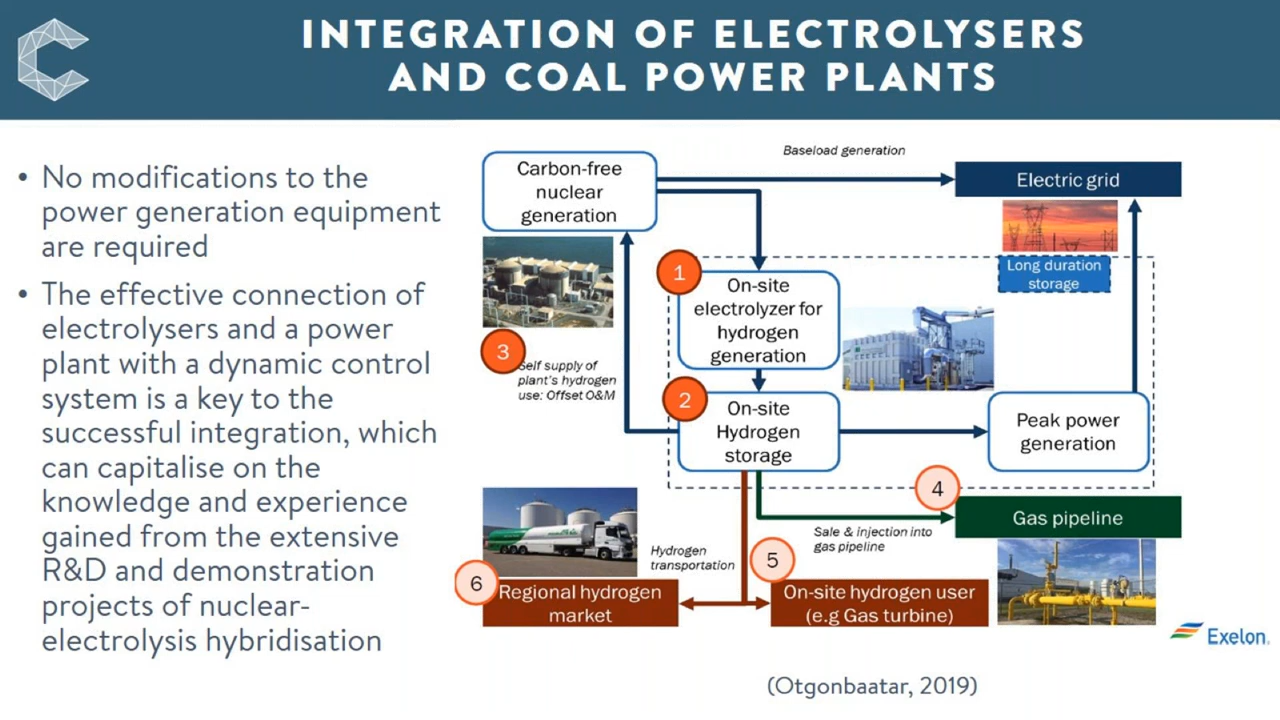 INTEGRATION OF ELECTROLYSERS
AND COAL POWER PLANTS
• No modifications to the
power generation equipment
are required
• The effective connection of
electrolysers and a power
plant with a dynamic control
system is a key to the
successful integration, which
can capitalise on the
knowledge and experience
gained from the extensive
R&D and demonstration
projects of nuclear-
electrolysis hybridisation
Carbon-free
nuclear
generation
Baseload generation
Electric grid
Long duration
storage
1
On-site
electrolyzer for
hydrogen
generation
3
Self supply of
plant's hydrogen
use: Offset O&M
2
On-site
Hydrogen
storage
Peak power
generation
4
Gas pipeline
Sale & injection into
gas pipeline
Hydrogen
transportation
5
On-site hydrogen user
(e.g Gas turbine)
6
Regional hydrogen
market
Exelon.
(Otgonbaatar, 2019)